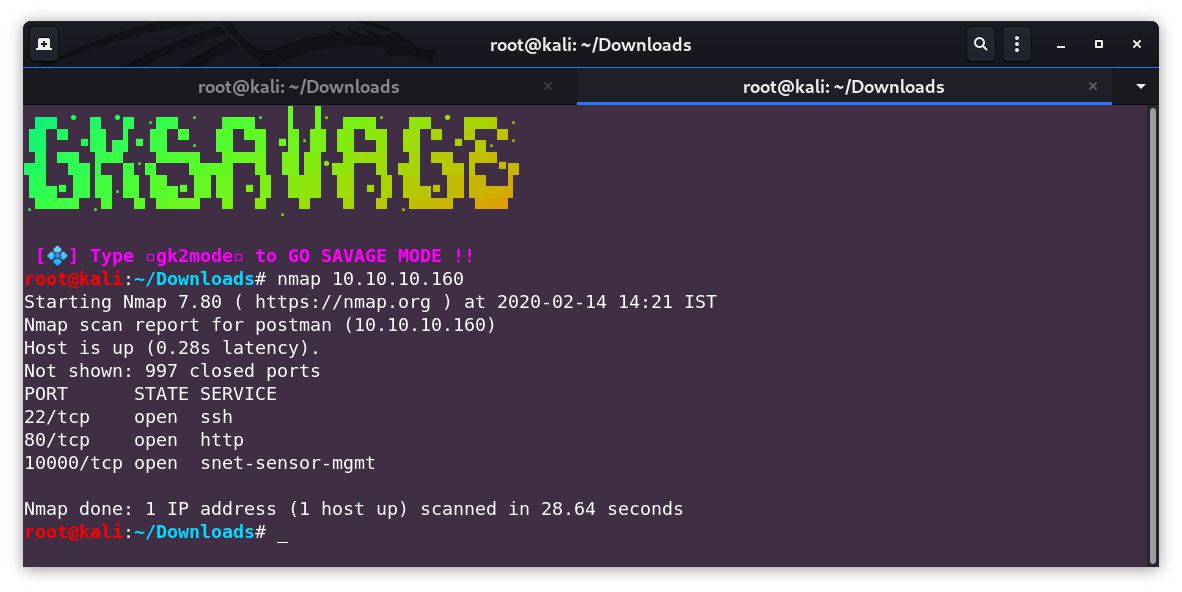 root@kali: ~/Downloads
root@kali: ~/Downloads
root@kali: ~/Downloads
GKSAVAGE
[💠] Type gk2mode to GO SAVAGE MODE !!
root@kali:~/Downloads# nmap 10.10.10.160
Starting Nmap 7.80 ( https://nmap.org ) at 2020-02-14 14:21 IST
Nmap scan report for postman (10.10.10.160)
Host is up (0.28s latency).
Not shown: 997 closed ports
PORT      STATE SERVICE
22/tcp    open  ssh
80/tcp    open  http
10000/tcp open  snet-sensor-mgmt
Nmap done: 1 IP address (1 host up) scanned in 28.64 seconds
root@kali:~/Downloads# _